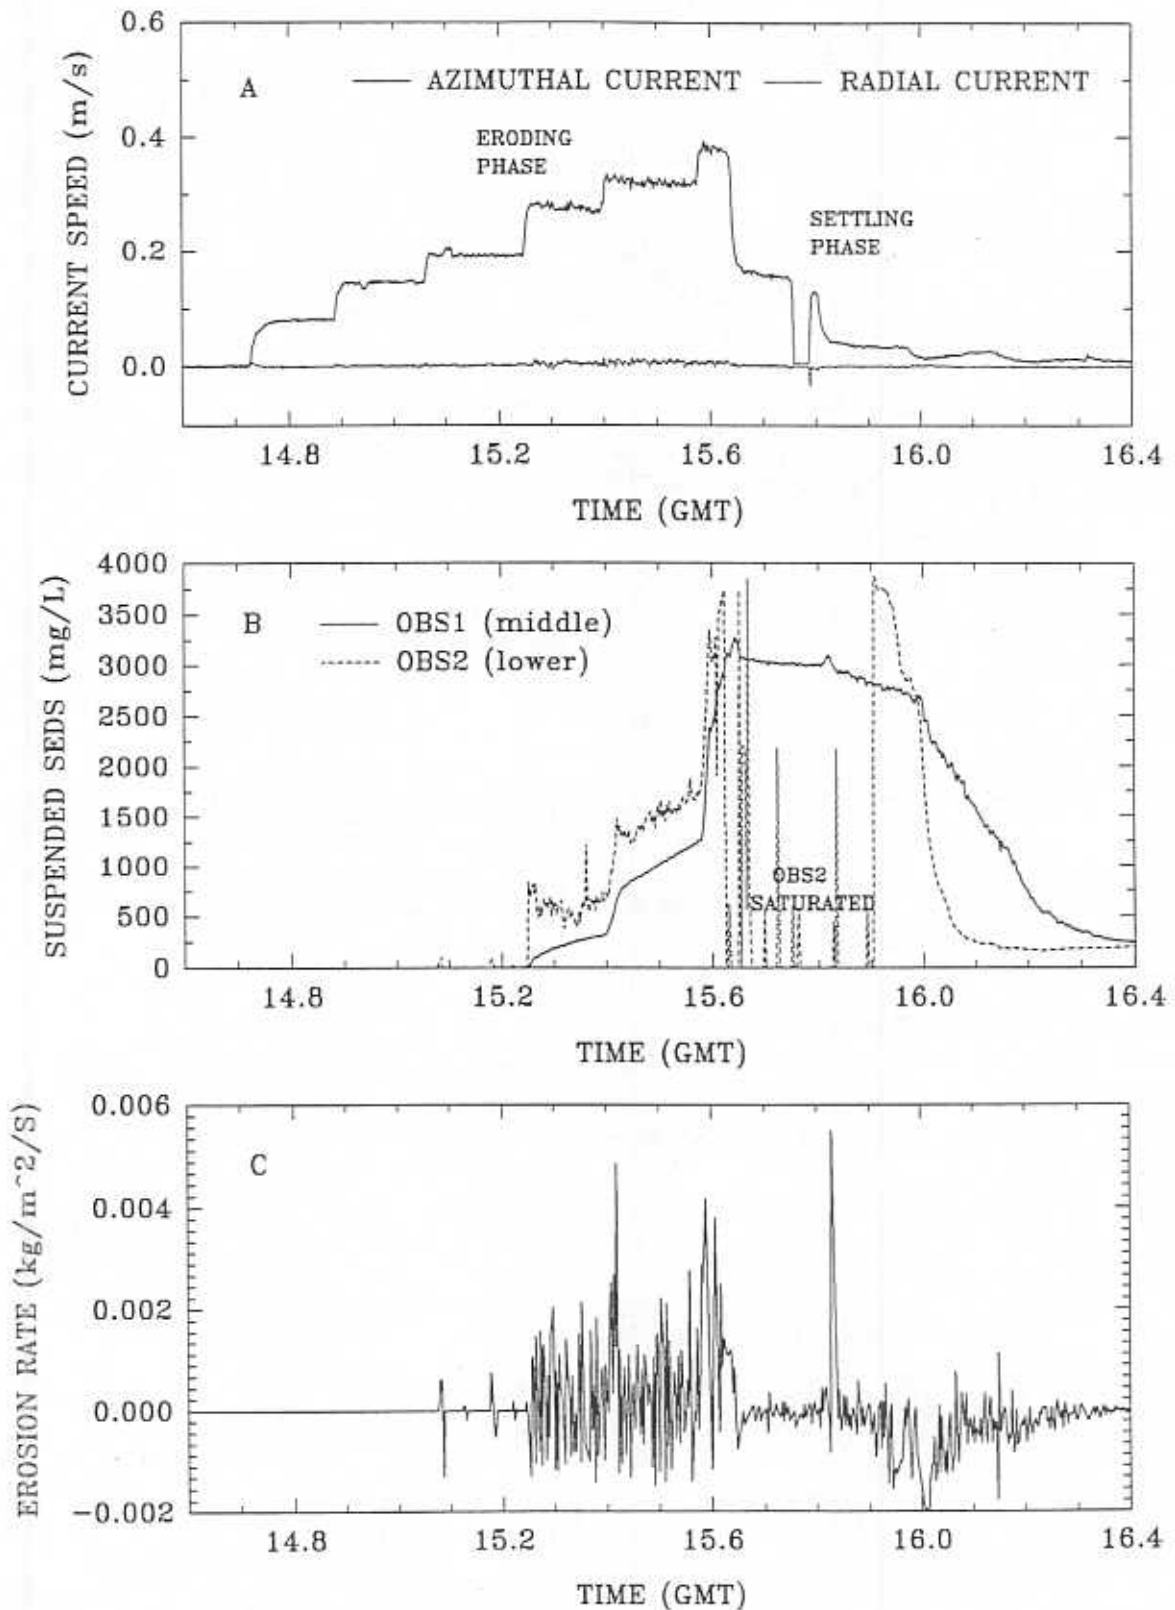 0.6
A
AZIMUTHAL CURRENT
RADIAL CURRENT
ERODING
PHASE
0.4
SETTLING
PHASE
0.2
0.0
CURRENT SPEED (m/s)
14.8
15.2
15.6
16.0
16.4
TIME (GMT)
4000
3500
3000
2500
2000
1500
1000
500
0
SUSPENDED SEDS (mg/L)
B
OBS1 (middle)
OBS2 (lower)
OBS2
SATURATED
14.8
15.2
15.6
16.0
16.4
TIME (GMT)
0.006
0.004
0.002
0.000
-0.002
EROSION RATE (kg/m^2/S)
C
14.8
15.2
15.6
16.0
16.4
TIME (GMT)